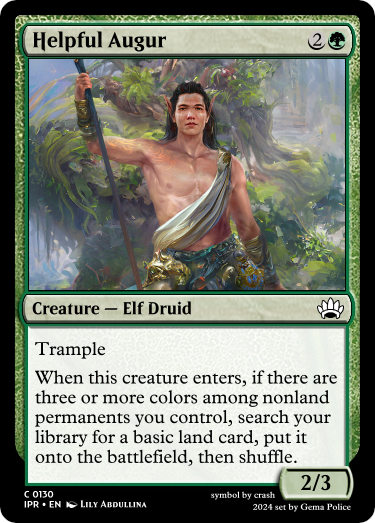 Helpful Augur 2
Creature — Elf Druid
Trample
When this creature enters, if there are
three or more colors among nonland
permanents you control, search your
library for a basic land card, put it
onto the battlefield, then shuffle.
2/3
C 0130
IPR • EN Lily Abdullina
symbol by crash
2024 set by Gema Police